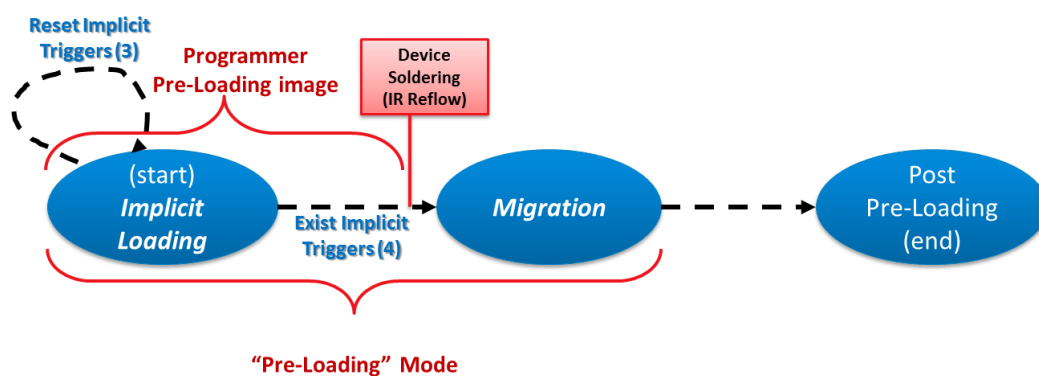 Reset Implicit
Triggers (3)
Programmer
Pre-Loading image
Device
Soldering
(IR Reflow)
(start)
Implicit
Loading
Exist Implicit
Triggers (4)
Migration
Post
Pre-Loading
(end)
“Pre-Loading” Mode